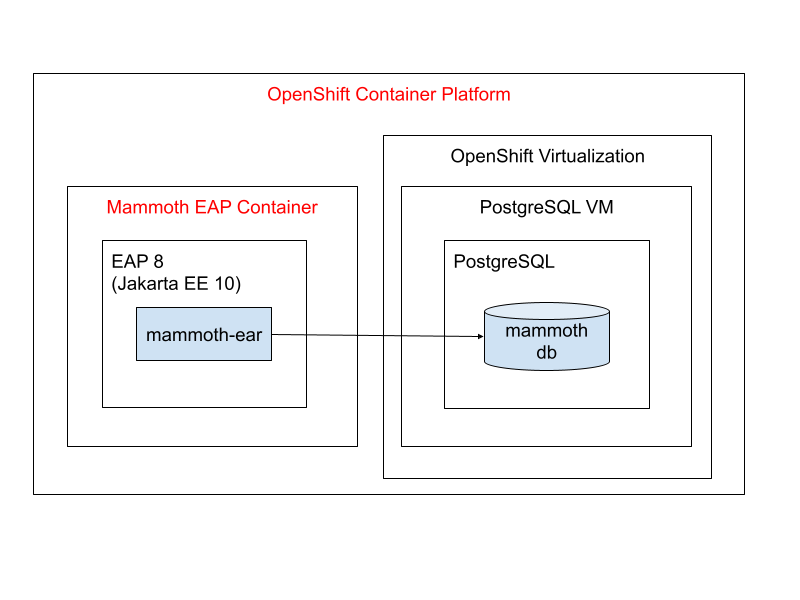 OpenShift Container Platform
OpenShift Virtualization
Mammoth EAP Container
PostgreSQL VM
EAP 8
(Jakarta EE 10)
PostgreSQL
mammoth-ear
mammoth
db